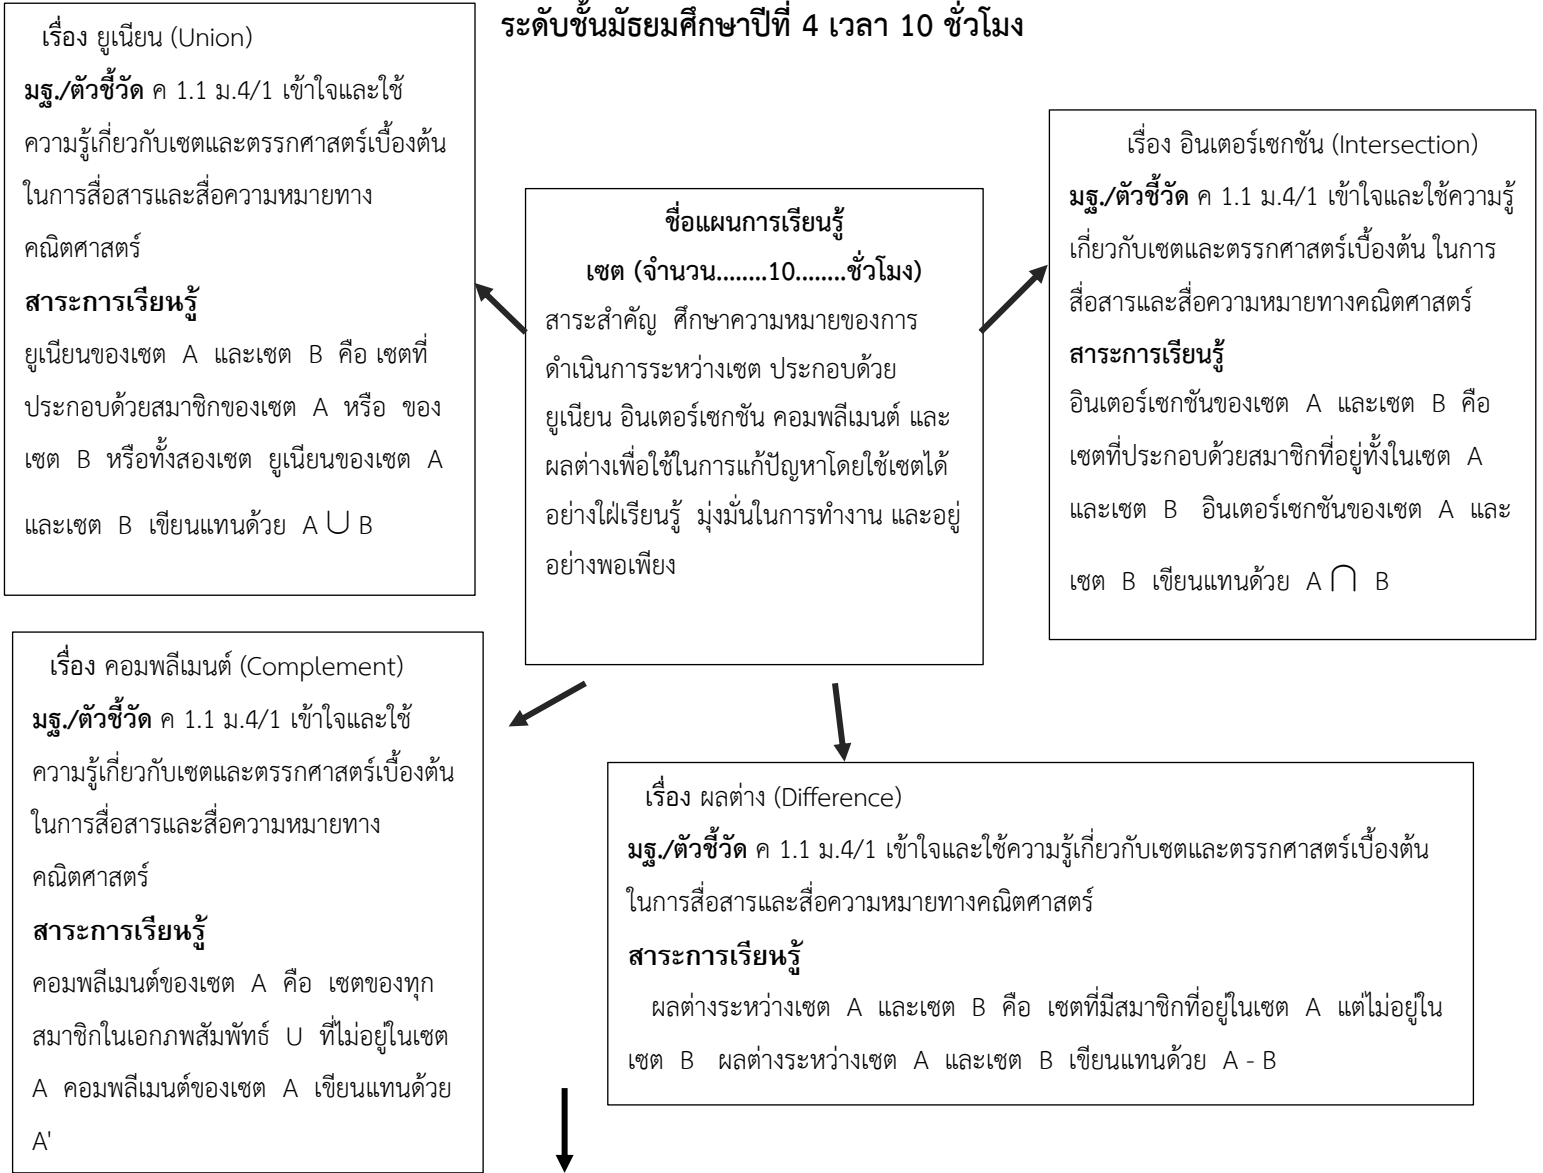 ระดับชั้นมัธยมศึกษาปีที่ 4 เวลา 10 ชั่วโมง
เรื่อง ยูเนียน (Union)
มฐ./ตัวชี้วัด ค 1.1 ม.4/1 เข้าใจและใช้
ความรู้เกี่ยวกับเซตและตรรกศาสตร์เบื้องต้น
ในการสื่อสารและสื่อความหมายทาง
คณิตศาสตร์
สาระการเรียนรู้
ยูเนียนของเซต A และเซต B คือ เซตที่
ประกอบด้วยสมาชิกของเซต A หรือ ของ
เซต B หรือทั้งสองเซต ยูเนียนของเซต A
และเซต B เขียนแทนด้วย A ∪ B
ชื่อแผนการเรียนรู้
เซต (จำนวน........10........ชั่วโมง)
สาระสำคัญ ศึกษาความหมายของการ
ดำเนินการระหว่างเซต ประกอบด้วย
ยูเนียน อินเตอร์เซกชัน คอมพลีเมนต์ และ
ผลต่างเพื่อใช้ในการแก้ปัญหาโดยใช้เซตได้
อย่างใฝ่เรียนรู้ มุ่งมั่นในการทำงาน และอยู่
อย่างพอเพียง
เรื่อง อินเตอร์เซกชัน (Intersection)
มฐ./ตัวชี้วัด ค 1.1 ม.4/1 เข้าใจและใช้ความรู้
เกี่ยวกับเซตและตรรกศาสตร์เบื้องต้น ในการ
สื่อสารและสื่อความหมายทางคณิตศาสตร์
สาระการเรียนรู้
อินเตอร์เซกชันของเซต A และเซต B คือ
เซตที่ประกอบด้วยสมาชิกที่อยู่ทั้งในเซต A
และเซต B อินเตอร์เซกชันของเซต A และ
เซต B เขียนแทนด้วย A ∩ B
เรื่อง คอมพลีเมนต์ (Complement)
มฐ./ตัวชี้วัด ค 1.1 ม.4/1 เข้าใจและใช้
ความรู้เกี่ยวกับเซตและตรรกศาสตร์เบื้องต้น
ในการสื่อสารและสื่อความหมายทาง
คณิตศาสตร์
สาระการเรียนรู้
คอมพลีเมนต์ของเซต A คือ เซตของทุก
สมาชิกในเอกภพสัมพัทธ์ U ที่ไม่อยู่ในเซต
A คอมพลีเมนต์ของเซต A เขียนแทนด้วย
A'
เรื่อง ผลต่าง (Difference)
มฐ./ตัวชี้วัด ค 1.1 ม.4/1 เข้าใจและใช้ความรู้เกี่ยวกับเซตและตรรกศาสตร์เบื้องต้น
ในการสื่อสารและสื่อความหมายทางคณิตศาสตร์
สาระการเรียนรู้
ผลต่างระหว่างเซต A และเซต B คือ เซตที่มีสมาชิกที่อยู่ในเซต A แต่ไม่อยู่ใน
เซต B ผลต่างระหว่างเซต A และเซต B เขียนแทนด้วย A - B